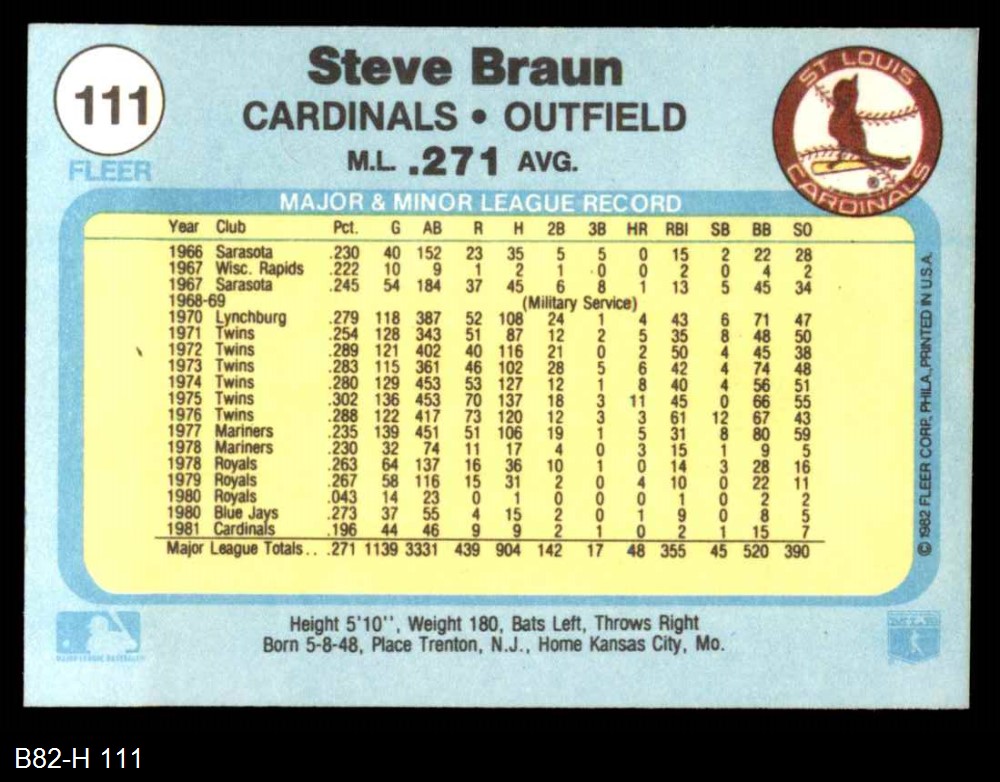 111
FLEER
Steve Braun
CARDINALS • OUTFIELD
M.L. .271 AVG.
ST LOUIS
CARDINALS
MAJOR & MINOR LEAGUE RECORD
Year Club Pct. G AB R H 2B 3B HR RBI SB BB SO
1966 Sarasota .230 40 152 23 35 5 5 0 15 2 22 28
1967 Wisc. Rapids .222 10 9 1 2 1 0 0 2 0 4 2
1967 Sarasota .245 54 184 37 45 6 8 1 13 5 45 34
1968-69 (Military Service)
1970 Lynchburg .279 118 387 52 108 24 1 4 43 6 71 47
1971 Twins .254 128 343 51 87 12 2 5 35 8 48 50
1972 Twins .289 121 402 40 116 21 0 2 50 4 45 38
1973 Twins .283 115 361 46 102 28 5 6 42 4 74 48
1974 Twins .280 129 453 53 127 12 1 8 40 4 56 51
1975 Twins .302 136 453 70 137 18 3 11 45 0 66 55
1976 Twins .288 122 417 73 120 12 3 3 61 12 67 43
1977 Mariners .235 139 451 51 106 19 1 5 31 8 80 59
1978 Mariners .230 32 74 11 17 4 0 3 15 1 9 5
1978 Royals .263 64 137 16 36 10 1 0 14 3 28 16
1979 Royals .267 58 116 15 31 2 0 4 10 0 22 11
1980 Royals .043 14 23 0 1 0 0 0 1 0 2 2
1980 Blue Jays .273 37 55 4 15 2 0 1 9 0 8 5
1981 Cardinals .196 44 46 9 9 2 1 0 2 1 15 7
Major League Totals... .271 1139 3331 439 904 142 17 48 355 45 520 390
© 1982 FLEER CORP. PHILA. PRINTED IN U.S.A.
Height 5'10'', Weight 180, Bats Left, Throws Right
Born 5-8-48, Place Trenton, N.J., Home Kansas City, Mo.
MAJOR LEAGUE BASEBALL
B82-H 111